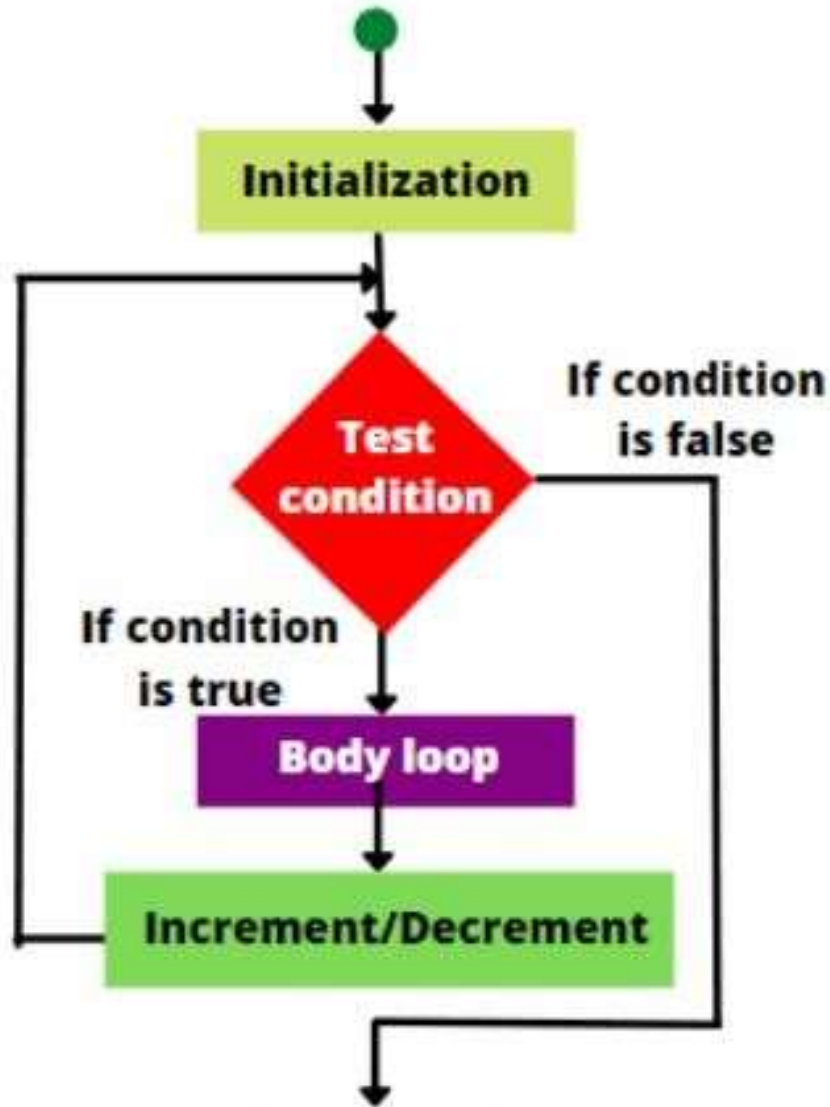 Initialization
If condition
is false
Test
condition
If condition
is true
Body loop
Increment/Decrement